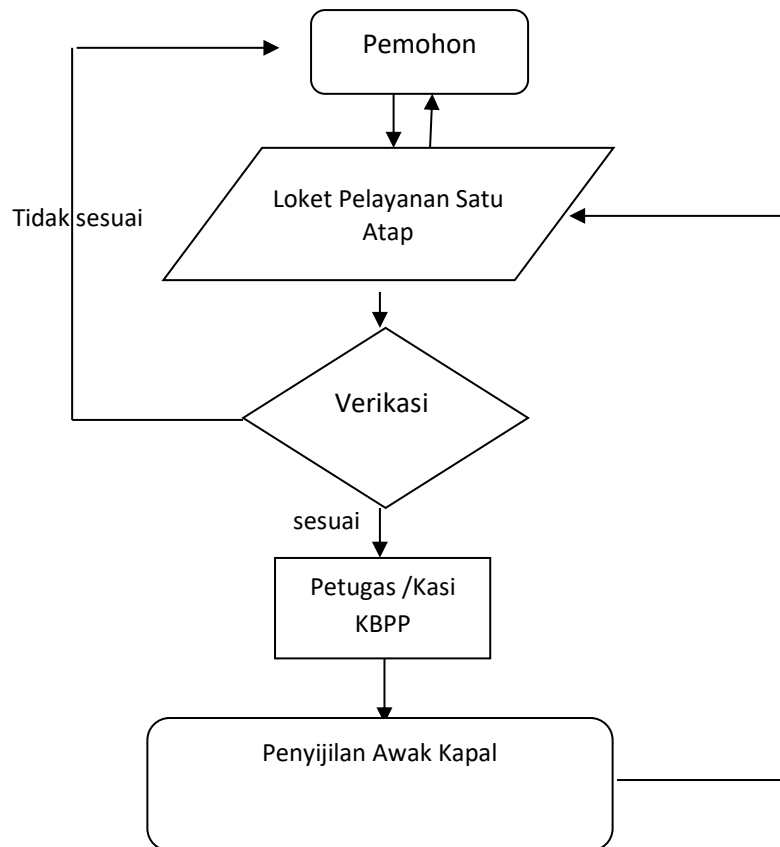 Pemohon
Loket Pelayanan Satu
Atap
Tidak sesuai
Verikasi
sesuai
Petugas /Kasi
KBPP
Penyijilan Awak Kapal